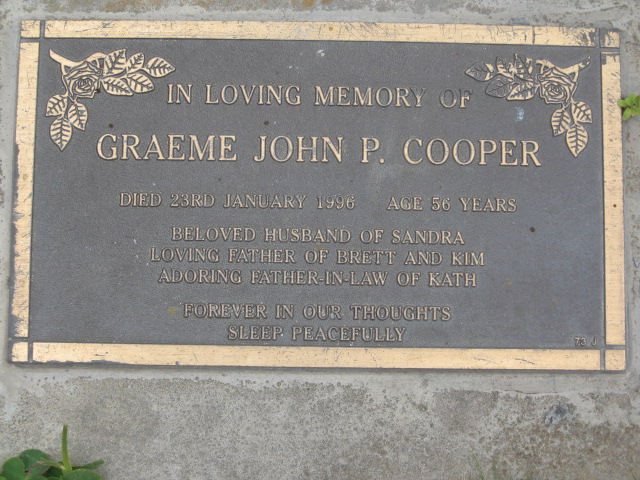 IN LOVING MEMORY OF
GRAEME JOHN P. COOPER
DIED 23RD JANUARY 1996 AGE 56 YEARS
BELOVED HUSBAND OF SANDRA
LOVING FATHER OF BRETT AND KIM
ADORING FATHER-IN-LAW OF KATH
FOREVER IN OUR THOUGHTS
SLEEP PEACEFULLY
73 J